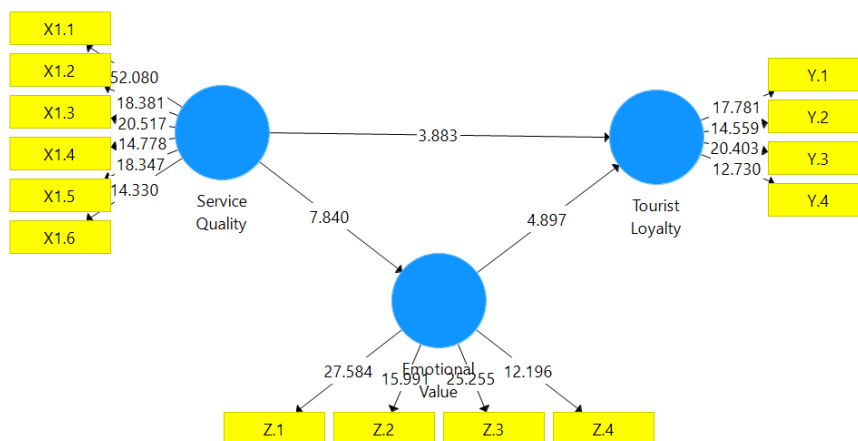 X1.1
X1.2
X1.3
X1.4
X1.5
X1.6
52.080
18.381
20.517
14.778
18.347
14.330
Service
Quality
3.883
7.840
4.897
Tourist
Loyalty
17.781
14.559
20.403
12.730
Y.1
Y.2
Y.3
Y.4
Emotional
Value
27.584
15.991
25.255
12.196
Z.1
Z.2
Z.3
Z.4